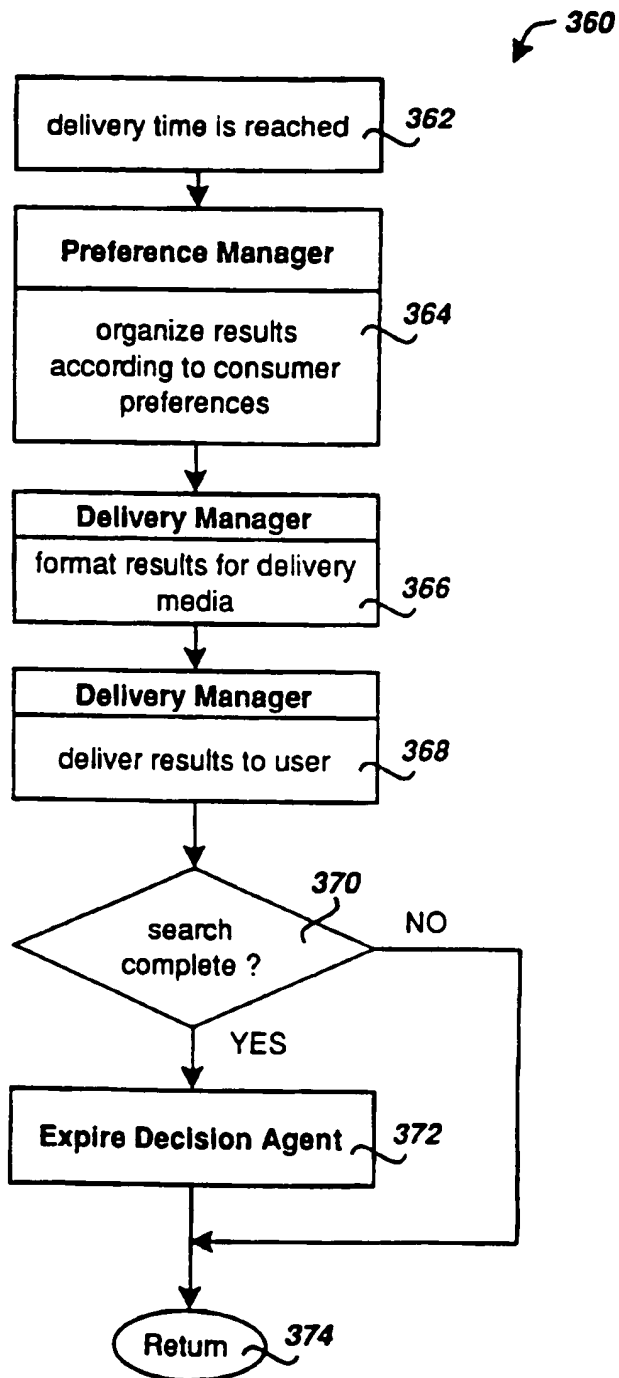 360
delivery time is reached
362
Preference Manager
364
organize results
according to consumer
preferences
Delivery Manager
format results for delivery
media
366
Delivery Manager
deliver results to user
368
370
search
complete ?
NO
YES
Expire Decision Agent
372
Return
374